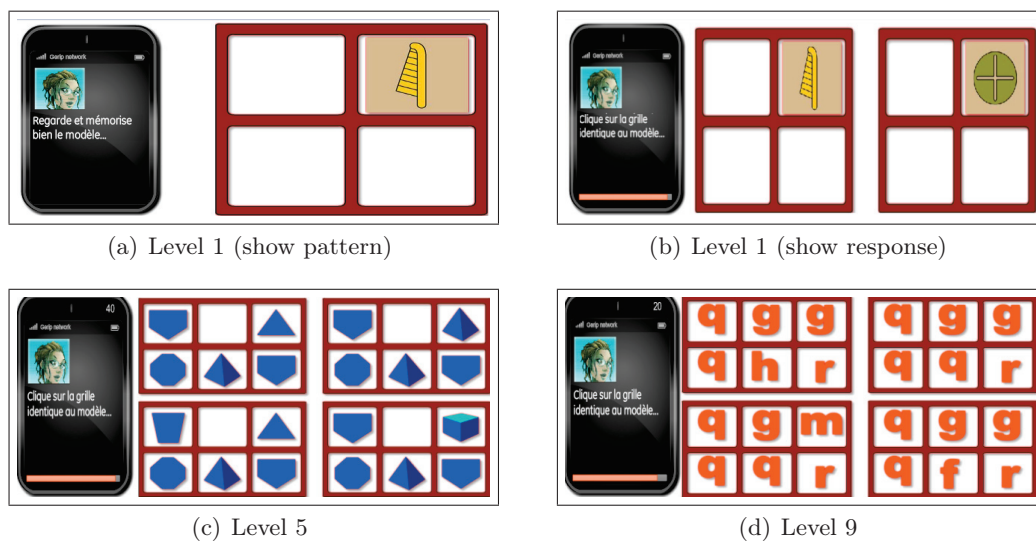 Gerip network
Regarde et mémorise
bien le modèle...
Gerip network
Clique sur la grille
identique au modèle...
(a) Level 1 (show pattern)
(b) Level 1 (show response)
40
Gerip network
Clique sur la grille
identique au modèle...
20
Gerip network
Clique sur la grille
identique au modèle...
q g g
q h r
q g g
q q r
q g m
q q r
q g g
q f r
(c) Level 5
(d) Level 9